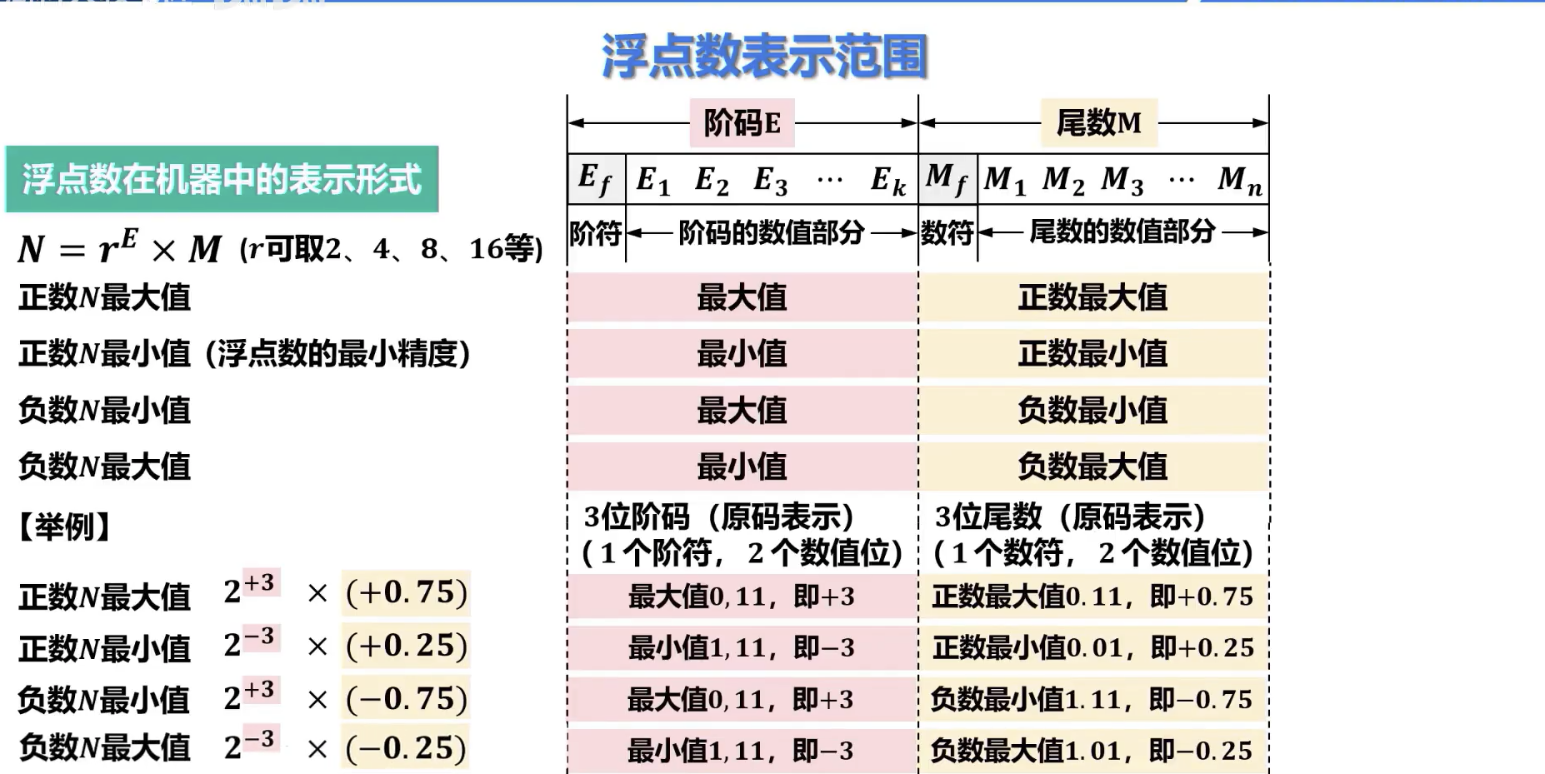 浮点数表示范围
阶码E 尾数M
浮点数在机器中的表示形式
E_f E_1 E_2 E_3 ⋯ E_k M_f M_1 M_2 M_3 ⋯ M_n
阶符 阶码的数值部分 数符 尾数的数值部分
N = r^E × M (r可取2、4、8、16等)
正数N最大值 最大值 正数最大值
正数N最小值（浮点数的最小精度） 最小值 正数最小值
负数N最小值 最大值 负数最小值
负数N最大值 最小值 负数最大值
【举例】
3位阶码（原码表示） 3位尾数（原码表示）
（1个阶符， 2个数值位） （1个数符， 2个数值位）
正数N最大值 2^{+3} × (+0.75) 最大值0,11，即+3 正数最大值0.11，即+0.75
正数N最小值 2^{−3} × (+0.25) 最小值1,11，即−3 正数最小值0.01，即+0.25
负数N最小值 2^{+3} × (−0.75) 最大值0,11，即+3 负数最小值1.11，即−0.75
负数N最大值 2^{−3} × (−0.25) 最小值1,11，即−3 负数最大值1.01，即−0.25